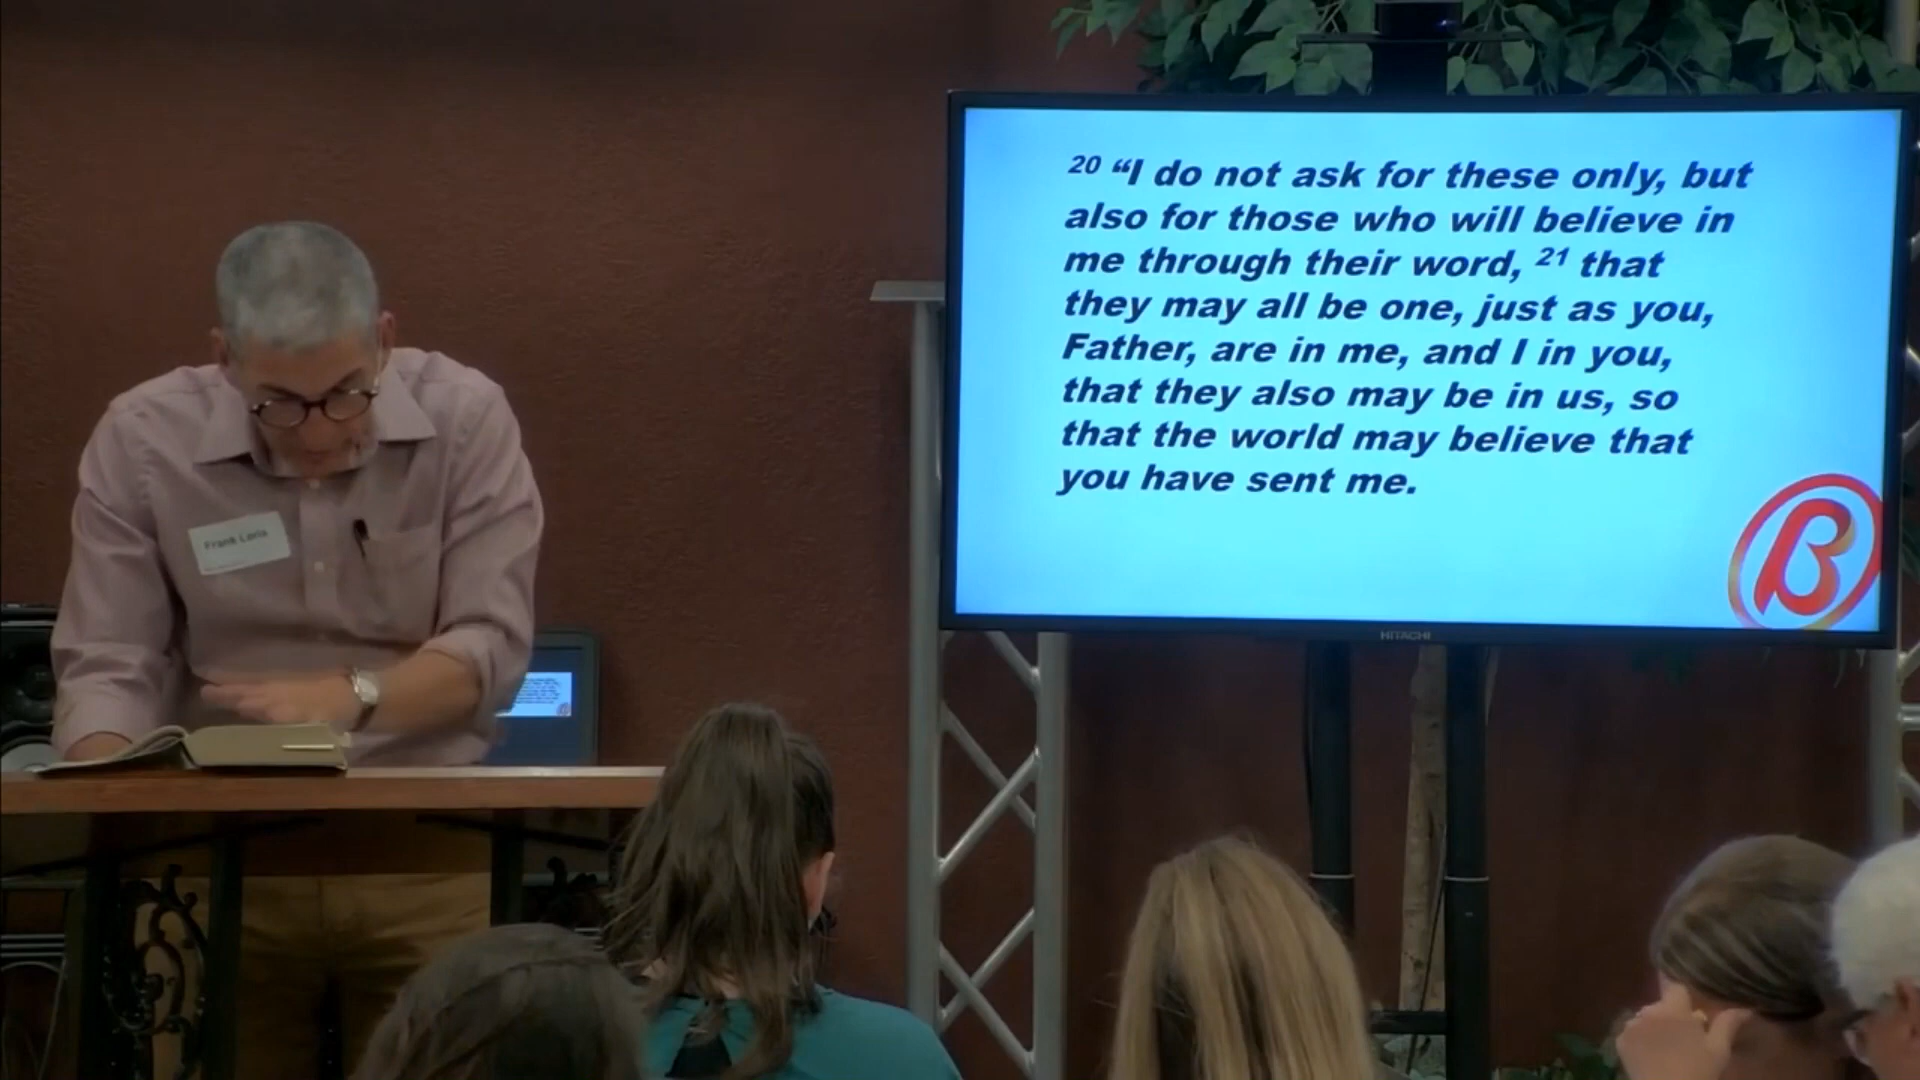 20 “I do not ask for these only, but
also for those who will believe in
me through their word, 21 that
they may all be one, just as you,
Father, are in me, and I in you,
that they also may be in us, so
that the world may believe that
you have sent me.
B
HITACHI
Frank Loria